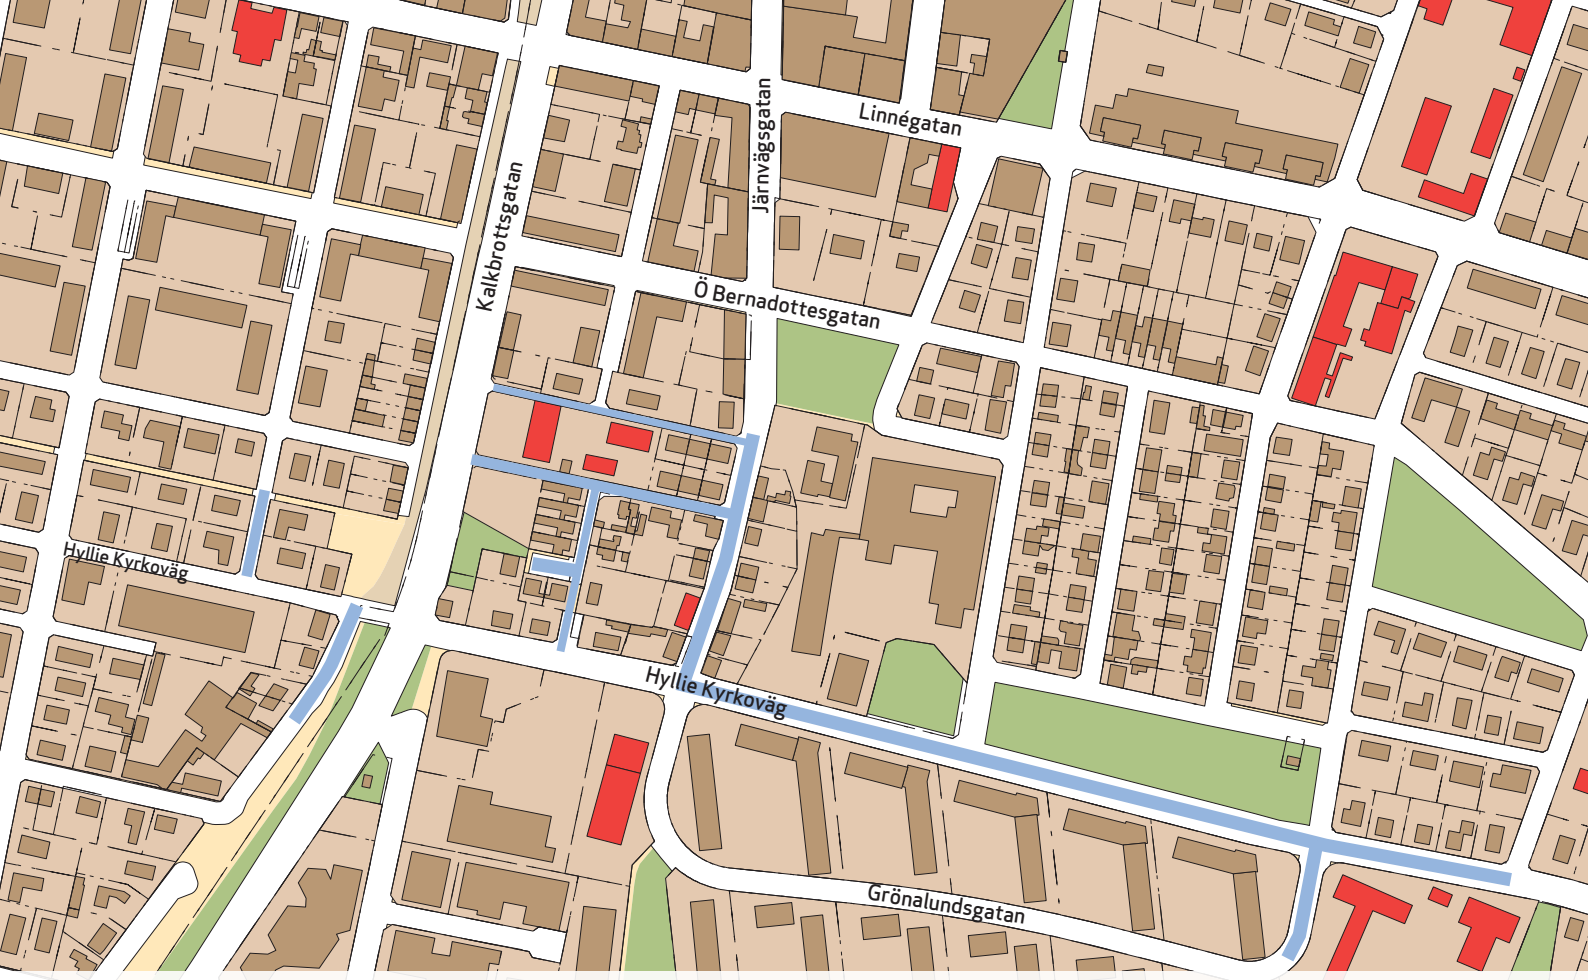 Linnégatan
Järnvägsgatan
Kalkbrottsgatan
Ö Bernadottesgatan
Hyllie Kyrkoväg
Hyllie Kyrkoväg
Grönalundsgatan